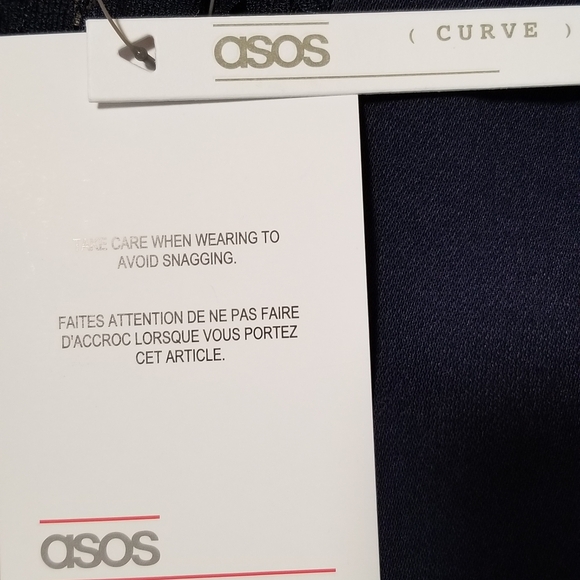 asos ( CURVE )
TAKE CARE WHEN WEARING TO
AVOID SNAGGING.
FAITES ATTENTION DE NE PAS FAIRE
D'ACCROC LORSQUE VOUS PORTEZ
CET ARTICLE.
asos